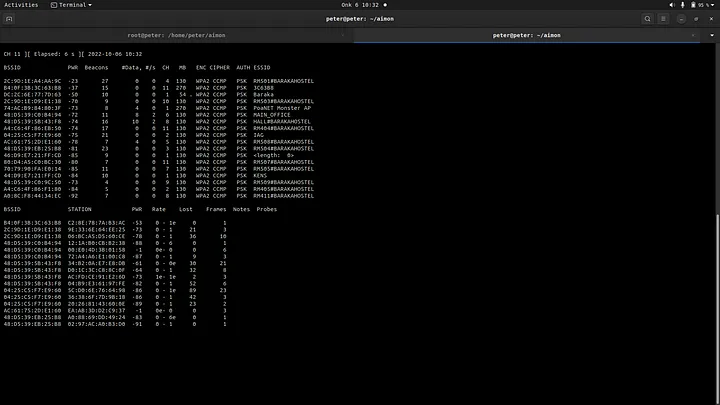 Activities Terminal Onk 6 10:32 95 %
peter@peter: ~/aimon
root@peter: /home/peter/aimon peter@peter: ~/aimon
CH 11 ][ Elapsed: 6 s ][ 2022-10-06 10:32
BSSID PWR Beacons #Data, #/s CH MB ENC CIPHER AUTH ESSID
2C:9D:1E:A4:AA:9C -23 27 0 0 4 130 WPA2 CCMP PSK RM501#BARAKAHOSTEL
B4:0F:3B:3C:63:B8 -37 15 0 0 11 270 WPA2 CCMP PSK 3C63B8
DC:2C:6E:77:7D:63 -50 10 0 0 1 54 . WPA2 CCMP PSK Baraka
2C:9D:1E:D9:E1:38 -70 9 0 0 10 130 WPA2 CCMP PSK RM503#BARAKAHOSTEL
74:AC:B9:84:80:3F -73 8 4 0 1 270 WPA2 CCMP PSK PoaNET Monster AP
48:D5:39:C0:B4:94 -72 11 8 2 6 130 WPA2 CCMP PSK MAIN_OFFICE
48:D5:39:5B:43:F8 -74 16 10 2 8 130 WPA2 CCMP PSK HALL#BARAKAHOSTEL
A4:C6:4F:86:EB:50 -74 17 0 0 11 130 WPA2 CCMP PSK RM404#BARAKAHOSTEL
04:25:C5:F7:E9:60 -75 21 0 0 2 130 WPA2 CCMP PSK IAG
AC:61:75:2D:E1:60 -78 7 4 0 5 130 WPA2 CCMP PSK RM508#BARAKAHOSTEL
48:D5:39:EB:25:B8 -81 23 0 0 3 130 WPA2 CCMP PSK RM504#BARAKAHOSTEL
46:D9:E7:21:FF:CD -85 9 0 0 1 130 WPA2 CCMP PSK <length: 0>
80:D4:A5:C0:BC:30 -80 7 0 0 11 130 WPA2 CCMP PSK RM507#BARAKAHOSTEL
70:79:90:FA:E0:14 -85 11 0 0 7 130 WPA2 CCMP PSK RM505#BARAKAHOSTEL
44:D9:E7:21:FF:CD -84 10 0 0 1 130 WPA2 CCMP PSK KENS
48:D5:39:C0:9C:50 -73 4 0 0 9 130 WPA2 CCMP PSK RM502#BARAKAHOSTEL
A4:C6:4F:86:F1:80 -84 5 0 0 2 130 WPA2 CCMP PSK RM405#BARAKAHOSTEL
A0:8C:F8:44:34:EC -92 7 0 0 8 130 WPA2 CCMP PSK RM411#BARAKAHOSTEL
BSSID STATION PWR Rate Lost Frames Notes Probes
B4:0F:3B:3C:63:B8 C2:8E:78:7A:B3:AC -53 0 - 1e 0 1
2C:9D:1E:D9:E1:38 9E:33:6E:64:EE:25 -73 0 - 1 21 3
2C:9D:1E:D9:E1:38 06:BC:A5:D5:60:CE -78 0 - 1 36 10
48:D5:39:C0:B4:94 12:1A:B0:CB:B2:38 -88 0 - 6 0 1
48:D5:39:C0:B4:94 00:E0:4D:3B:01:58 -1 0e- 0 0 6
48:D5:39:C0:B4:94 72:A4:A6:E1:00:C8 -87 0 - 1 9 3
48:D5:39:5B:43:F8 34:B2:0A:E7:E8:DB -61 0 - 0e 30 21
48:D5:39:5B:43:F8 D0:1C:3C:CB:8C:0F -64 0 - 1 32 8
48:D5:39:5B:43:F8 AC:FD:CE:91:E2:6D -73 1e- 1e 2 3
48:D5:39:5B:43:F8 04:B9:E3:61:97:FE -82 0 - 1 52 6
04:25:C5:F7:E9:60 5C:D0:6E:76:64:98 -86 0 - 1e 89 23
04:25:C5:F7:E9:60 36:38:6F:7D:9B:18 -86 0 - 1 42 3
04:25:C5:F7:E9:60 20:26:81:43:60:0E -89 0 - 1 23 2
AC:61:75:2D:E1:60 EA:AB:3D:D2:C9:37 -1 0e- 0 0 3
48:D5:39:EB:25:B8 A0:88:69:DD:49:24 -83 0 - 6e 0 1
48:D5:39:EB:25:B8 02:97:AC:A0:B3:D0 -91 0 - 1 0 1